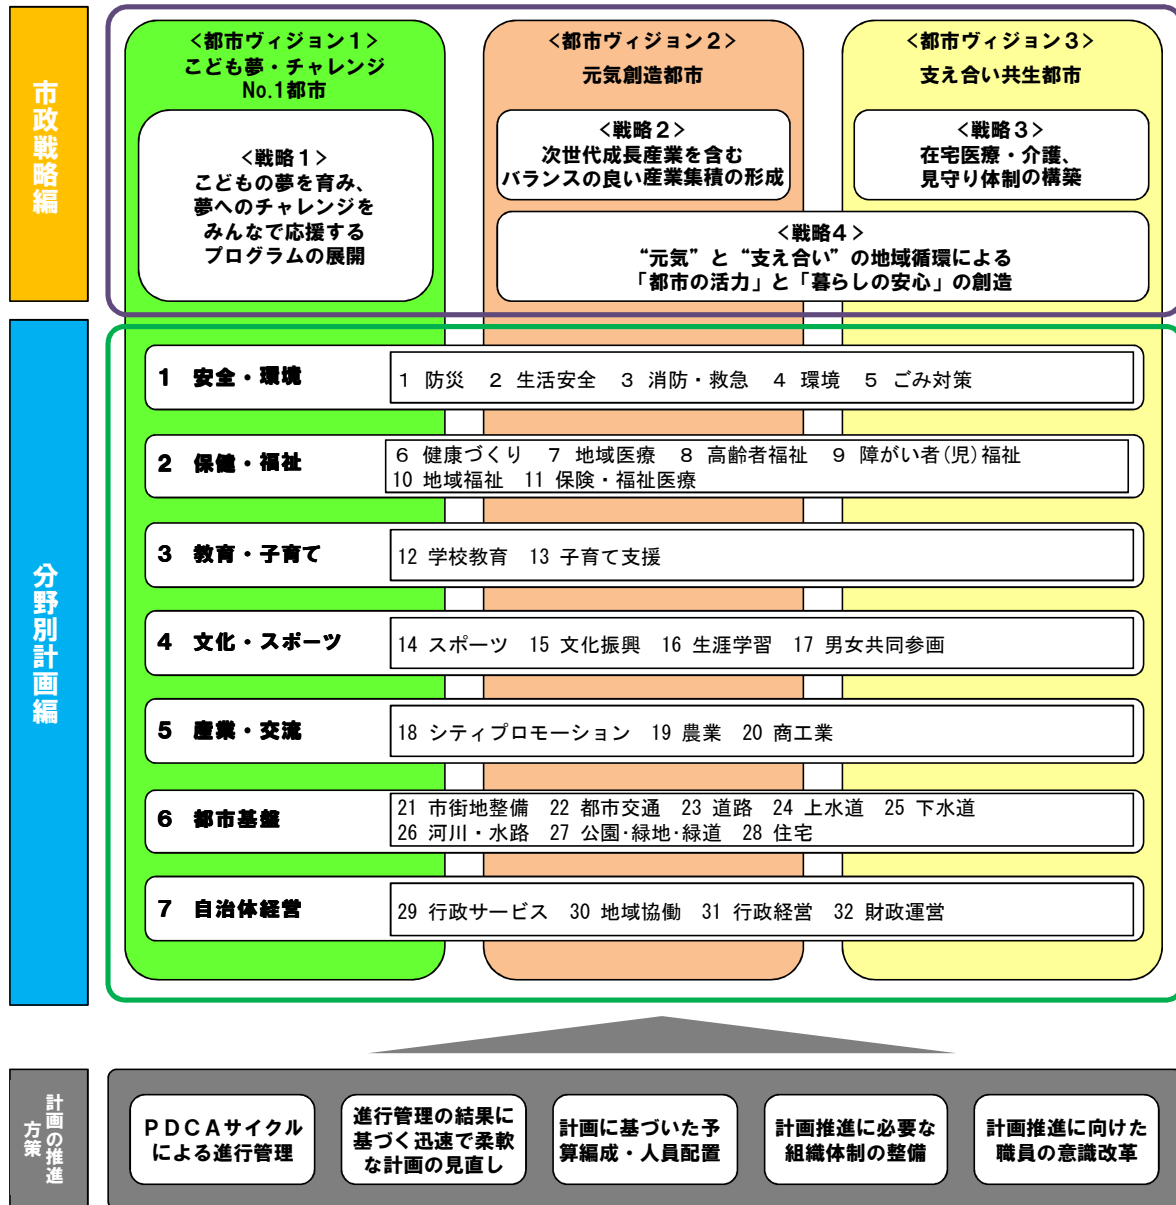 市政戦略編
<都市ヴィジョン１>
こども夢・チャレンジ
No.1都市
<戦略１>
こどもの夢を育み、
夢へのチャレンジを
みんなで応援する
プログラムの展開
<都市ヴィジョン２>
元気創造都市
<戦略２>
次世代成長産業を含む
バランスの良い産業集積の形成
<都市ヴィジョン３>
支え合い共生都市
<戦略３>
在宅医療・介護、
見守り体制の構築
<戦略４>
“元気”と“支え合い”の地域循環による
「都市の活力」と「暮らしの安心」の創造
分野別計画編
1 安全・環境
1 防災 2 生活安全 3 消防・救急 4 環境 5 ごみ対策
2 保健・福祉
6 健康づくり 7 地域医療 8 高齢者福祉 9 障がい者(児)福祉
10 地域福祉 11 保険・福祉医療
3 教育・子育て
12 学校教育 13 子育て支援
4 文化・スポーツ
14 スポーツ 15 文化振興 16 生涯学習 17 男女共同参画
5 産業・交流
18 シティプロモーション 19 農業 20 商工業
6 都市基盤
21 市街地整備 22 都市交通 23 道路 24 上水道 25 下水道
26 河川・水路 27 公園･緑地･緑道 28 住宅
7 自治体経営
29 行政サービス 30 地域協働 31 行政経営 32 財政運営
計画の推進
方策
ＰＤＣＡサイクル
による進行管理
進行管理の結果に
基づく迅速で柔軟
な計画の見直し
計画に基づいた予
算編成・人員配置
計画推進に必要な
組織体制の整備
計画推進に向けた
職員の意識改革